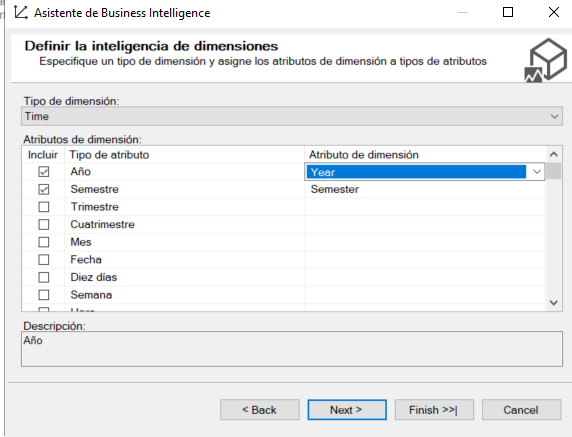 Asistente de Business Intelligence
Definir la inteligencia de dimensiones
Especifique un tipo de dimensión y asigne los atributos de dimensión a tipos de atributos
Tipo de dimensión:
Time
Atributos de dimensión:
Incluir Tipo de atributo Atributo de dimensión
Año Year
Semestre Semester
Trimestre
Cuatrimestre
Mes
Fecha
Diez días
Semana
Descripción:
Año
< Back Next > Finish >>| Cancel